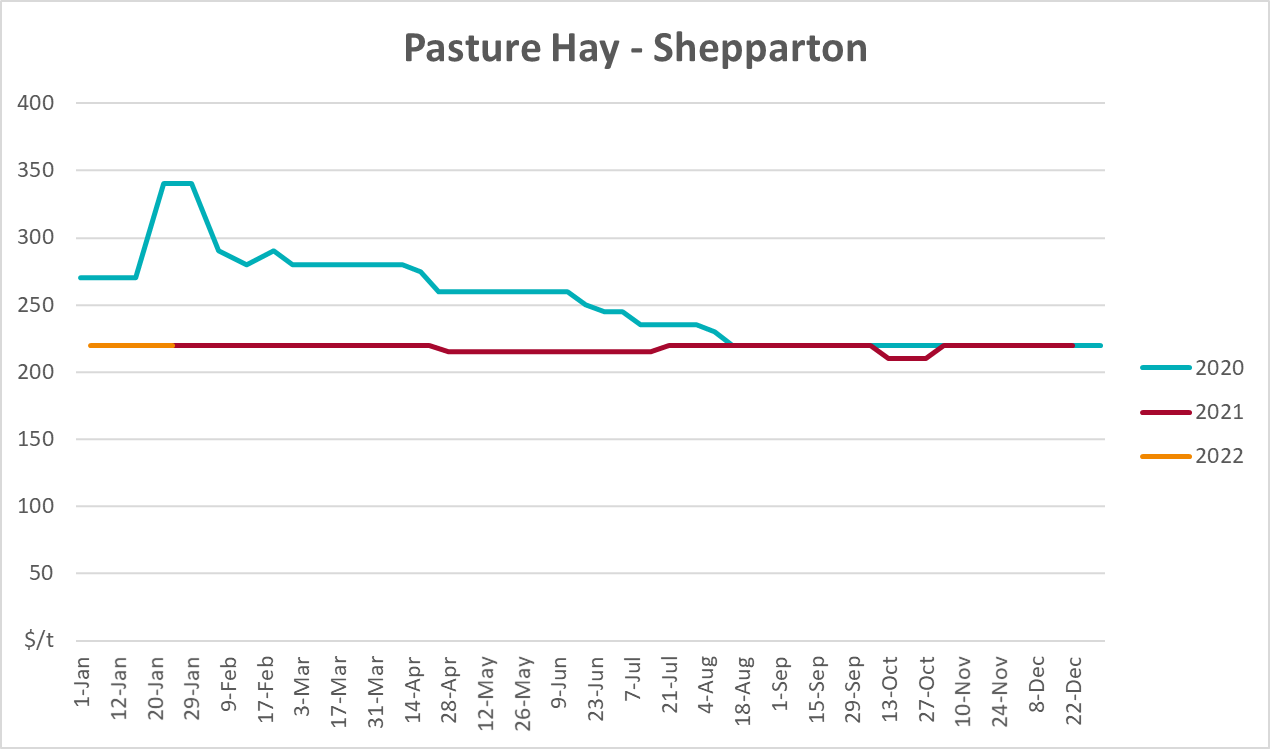 Pasture Hay - Shepparton
400
350
300
250
200
150
100
50
$/t
1-Jan
12-Jan
20-Jan
29-Jan
9-Feb
17-Feb
3-Mar
17-Mar
31-Mar
14-Apr
28-Apr
12-May
26-May
9-Jun
23-Jun
7-Jul
21-Jul
4-Aug
18-Aug
1-Sep
15-Sep
29-Sep
13-Oct
27-Oct
10-Nov
24-Nov
8-Dec
22-Dec
2020
2021
2022